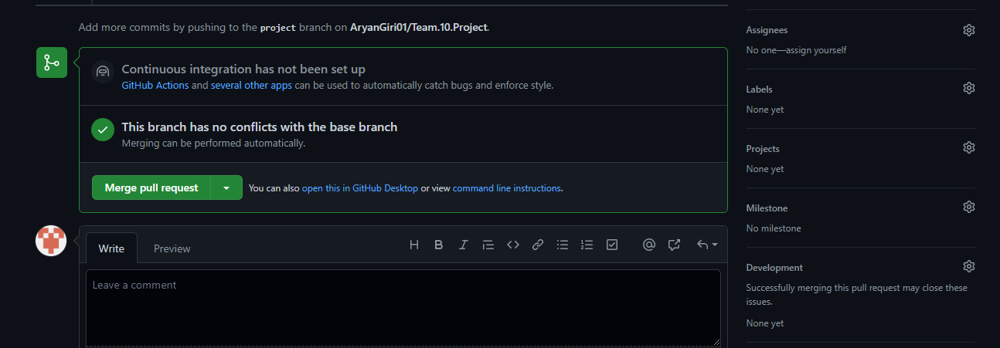 Add more commits by pushing to the project branch on AryanGiri01/Team.10.Project.
Continuous integration has not been set up
GitHub Actions and several other apps can be used to automatically catch bugs and enforce style.
This branch has no conflicts with the base branch
Merging can be performed automatically.
Merge pull request
You can also open this in GitHub Desktop or view command line instructions.
Write
Preview
Leave a comment
Assignees
No one—assign yourself
Labels
None yet
Projects
None yet
Milestone
No milestone
Development
Successfully merging this pull request may close these
issues.
None yet